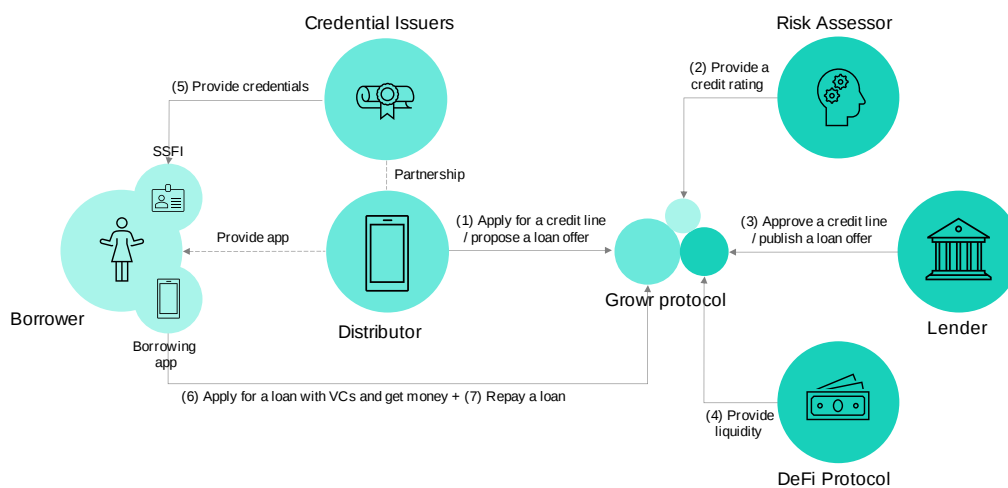 Credential Issuers
Risk Assessor
(5) Provide credentials
(2) Provide a
credit rating
SSFI
Partnership
Provide app
(1) Apply for a credit line
/ propose a loan offer
(3) Approve a credit line
/ publish a loan offer
Growr protocol
Borrower
Distributor
Lender
Borrowing
app
(6) Apply for a loan with VCs and get money + (7) Repay a loan
(4) Provide
liquidity
DeFi Protocol